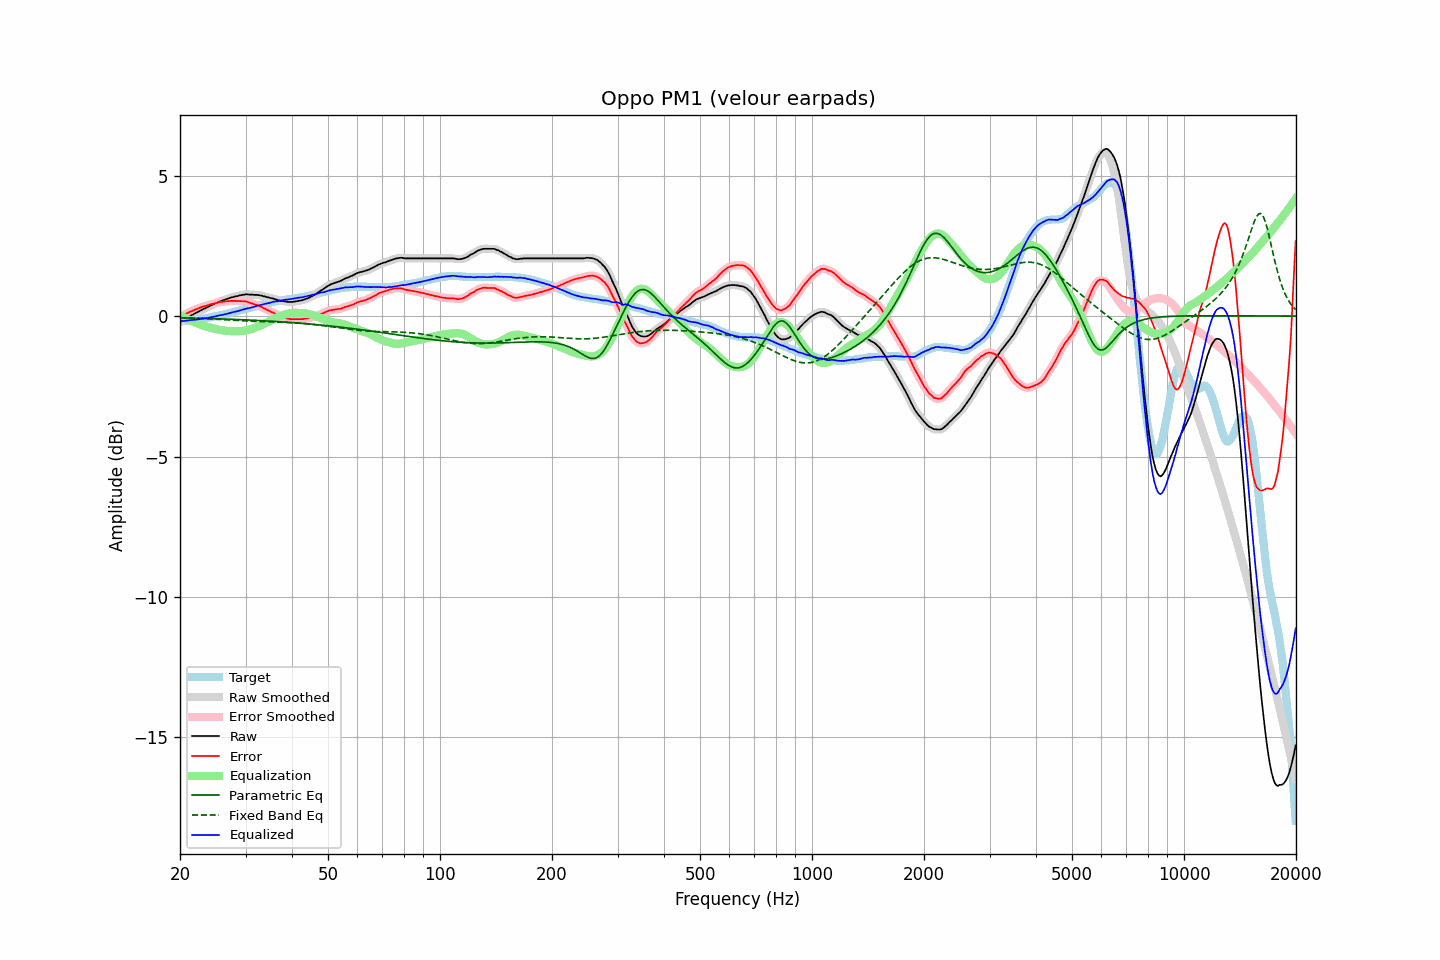 Oppo PM1 (velour earpads)
Amplitude (dBr)
5
0
−5
−10
−15
Target
Raw Smoothed
Error Smoothed
Raw
Error
Equalization
Parametric Eq
Fixed Band Eq
Equalized
20 50 100 200 500 1000 2000 5000 10000 20000
Frequency (Hz)